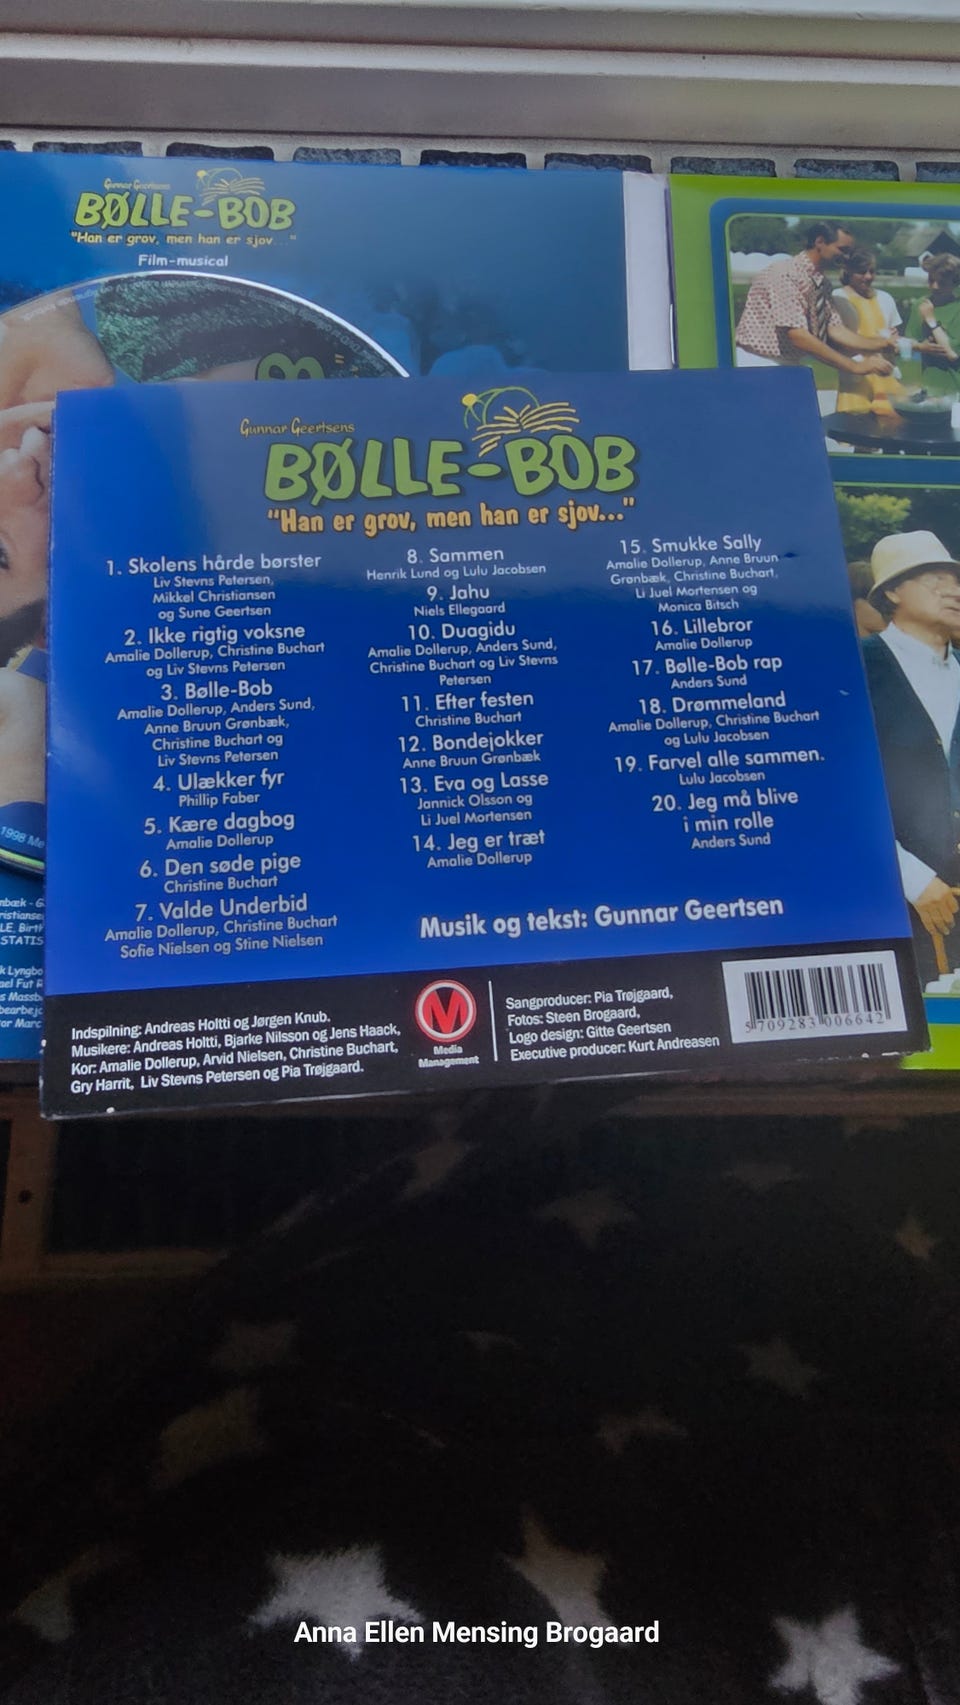 Gunnar Geertsens
BØLLE-BOB
"Han er grov, men han er sjov..."
Film-musical
Gunnar Geertsens
BØLLE-BOB
"Han er grov, men han er sjov..."
1. Skolens hårde børster
Liv Stevns Petersen,
Mikkel Christiansen
og Sune Geertsen
2. Ikke rigtig voksne
Amalie Dollerup, Christine Buchart
og Liv Stevns Petersen
3. Bølle-Bob
Amalie Dollerup, Anders Sund,
Anne Bruun Grønbæk,
Christine Buchart og
Liv Stevns Petersen
4. Ulækker fyr
Phillip Faber
5. Kære dagbog
Amalie Dollerup
6. Den søde pige
Christine Buchart
7. Valde Underbid
Amalie Dollerup, Christine Buchart
Sofie Nielsen og Stine Nielsen
8. Sammen
Henrik Lund og Lulu Jacobsen
9. Jahu
Niels Ellegaard
10. Duagidu
Amalie Dollerup, Anders Sund,
Christine Buchart og Liv Stevns
Petersen
11. Efter festen
Christine Buchart
12. Bondejokker
Anne Bruun Grønbæk
13. Eva og Lasse
Jannick Olsson og
Li Juel Mortensen
14. Jeg er træt
Amalie Dollerup
15. Smukke Sally
Amalie Dollerup, Anne Bruun
Grønbæk, Christine Buchart,
Li Juel Mortensen og
Monica Bitsch
16. Lillebror
Amalie Dollerup
17. Bølle-Bob rap
Anders Sund
18. Drømmeland
Amalie Dollerup, Christine Buchart
og Lulu Jacobsen
19. Farvel alle sammen.
Lulu Jacobsen
20. Jeg må blive
i min rolle
Anders Sund
Musik og tekst: Gunnar Geertsen
Indspilning: Andreas Holtti og Jørgen Knub.
Musikere: Andreas Holtti, Bjarke Nilsson og Jens Haack,
Kor: Amalie Dollerup, Arvid Nielsen, Christine Buchart,
Gry Harrit, Liv Stevns Petersen og Pia Trøjgaard.
M
Media
Management
Sangproducer: Pia Trøjgaard,
Fotos: Steen Brogaard,
Logo design: Gitte Geertsen
Executive producer: Kurt Andreasen
5 709283 006642
1998 Me
Anna Ellen Mensing Brogaard